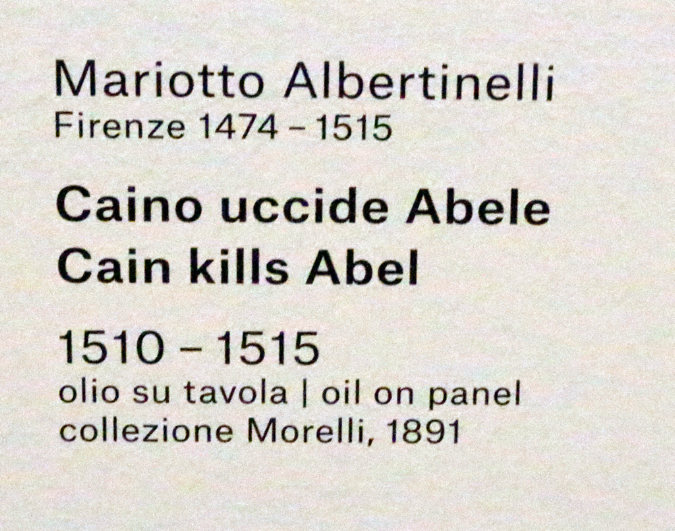 Mariotto Albertinelli
Firenze 1474 – 1515
Caino uccide Abele
Cain kills Abel
1510 – 1515
olio su tavola | oil on panel
collezione Morelli, 1891